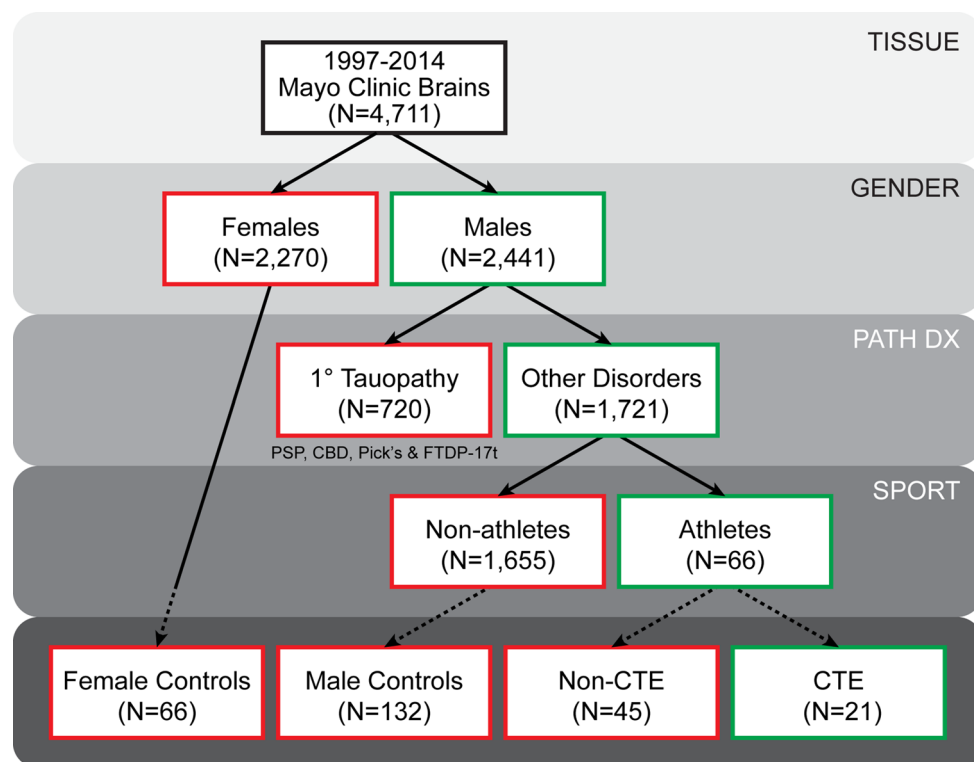 TISSUE
1997-2014
Mayo Clinic Brains
(N=4,711)
GENDER
Females
(N=2,270)
Males
(N=2,441)
PATH DX
1° Tauopathy
(N=720)
Other Disorders
(N=1,721)
PSP, CBD, Pick's & FTDP-17t
SPORT
Non-athletes
(N=1,655)
Athletes
(N=66)
Female Controls
(N=66)
Male Controls
(N=132)
Non-CTE
(N=45)
CTE
(N=21)